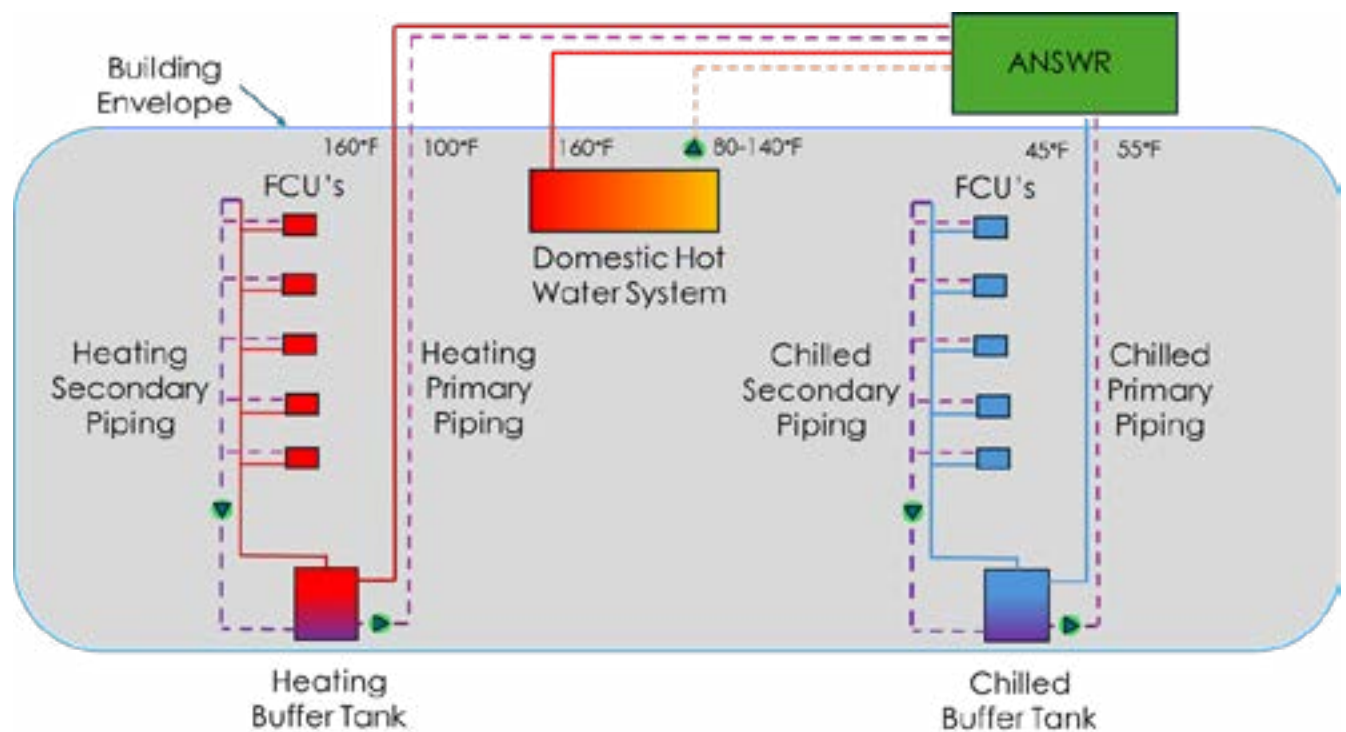 ANSWR
Building
Envelope
160°F
100°F
160°F
80-140°F
45°F
55°F
FCU's
FCU's
Domestic Hot
Water System
Heating
Secondary
Piping
Heating
Primary
Piping
Chilled
Secondary
Piping
Chilled
Primary
Piping
Heating
Buffer Tank
Chilled
Buffer Tank